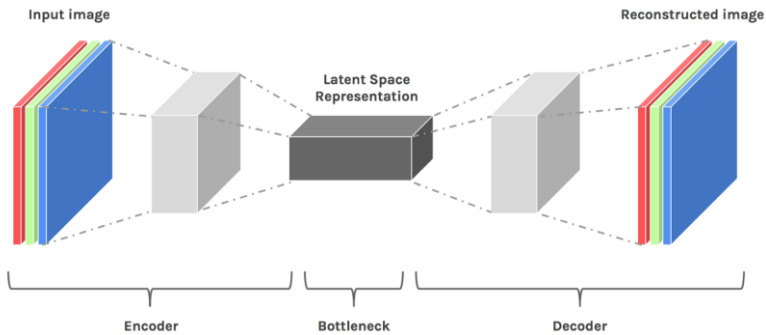 Input image
Reconstructed image
Latent Space
Representation
Encoder
Bottleneck
Decoder